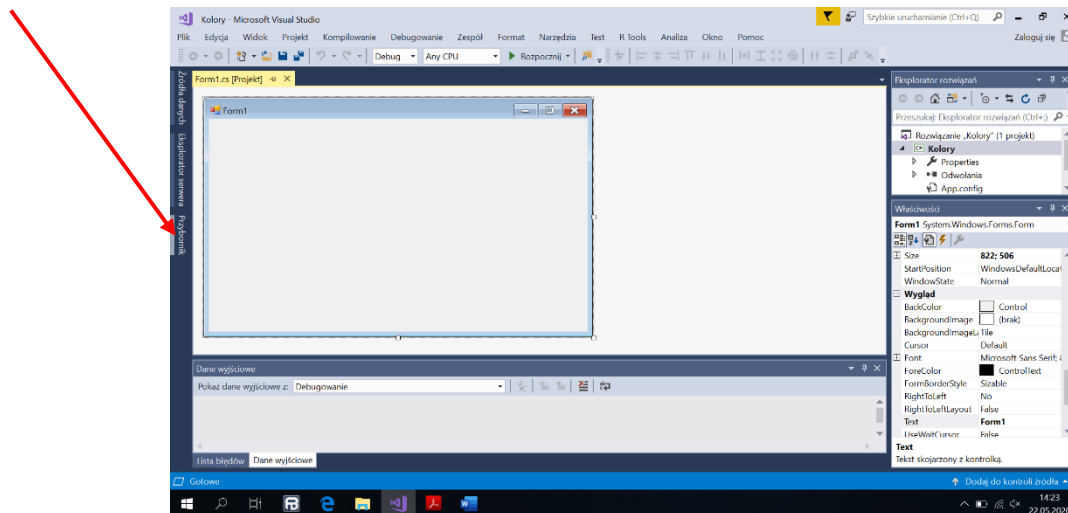 Kolory - Microsoft Visual Studio
Szybkie uruchamianie (Ctrl+Q)
Plik Edycja Widok Projekt Kompilowanie Debugowanie Zespół Format Narzędzia Test R Tools Analiza Okno Pomoc
Zaloguj się
Debug Any CPU Rozpocznij
Źródła danych
Eksplorator serwera
Przybornik
Form1.cs [Projekt]
Form1
Eksplorator rozwiązań
Przeszukaj: Eksplorator rozwiązań (Ctrl+;)
Rozwiązanie „Kolory" (1 projekt)
Kolory
Properties
Odwołania
App.config
Właściwości
Form1 System.Windows.Forms.Form
Size 822; 506
StartPosition WindowsDefaultLocat
WindowState Normal
Wygląd
BackColor Control
BackgroundImage (brak)
BackgroundImageLa Tile
Cursor Default
Font Microsoft Sans Serif;
ForeColor ControlText
FormBorderStyle Sizable
RightToLeft No
RightToLeftLayout False
Text Form1
UseWaitCursor False
Text
Tekst skojarzony z kontrolką.
Dane wyjściowe
Pokaż dane wyjściowe z: Debugowanie
Lista błędów Dane wyjściowe
Gotowe
Dodaj do kontroli źródła
14:23
22.05.2020